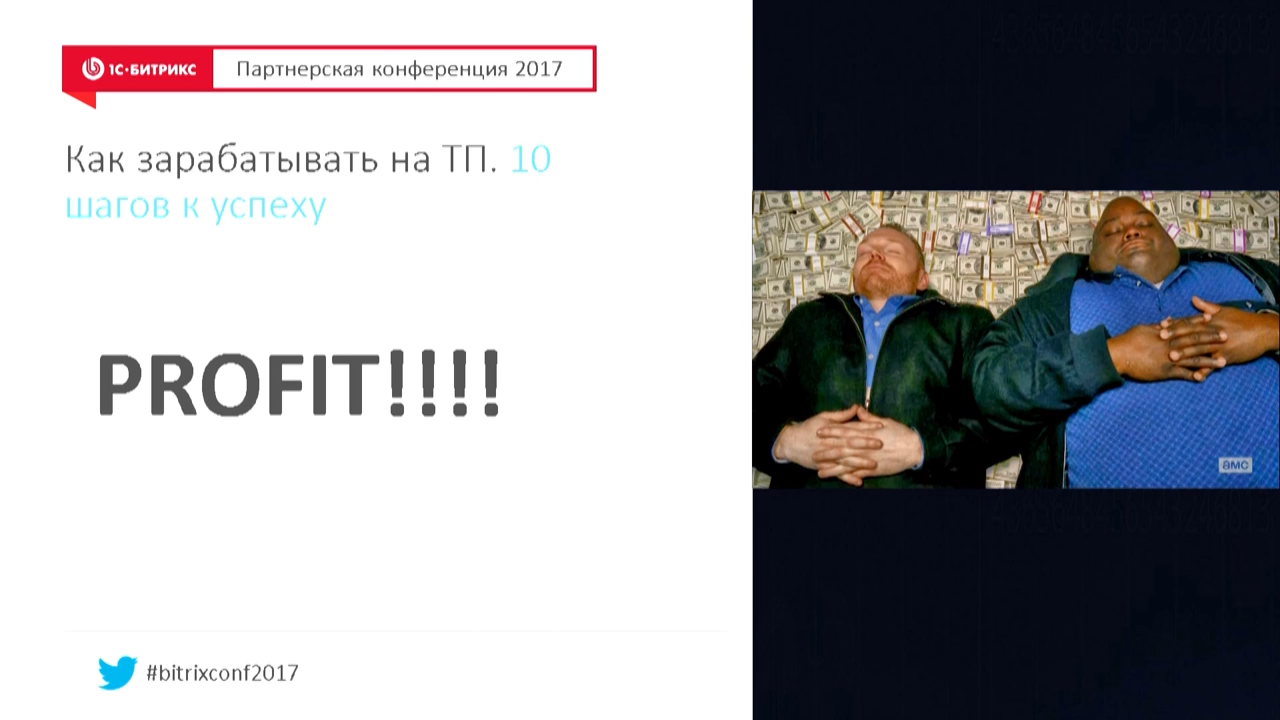 1С-БИТРИКС Партнерская конференция 2017
Как зарабатывать на ТП. 10
шагов к успеху
PROFIT!!!!
amc
#bitrixconf2017